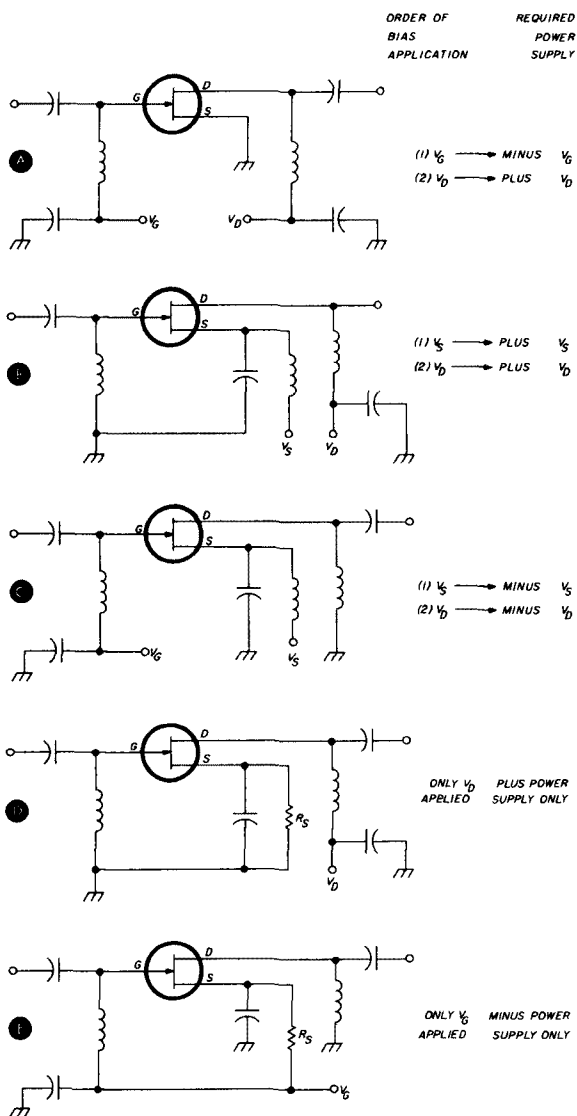 ORDER OF REQUIRED
BIAS POWER
APPLICATION SUPPLY
D
G
S
A
(1) VG → MINUS VG
(2) VD → PLUS VD
VG VD
D
G
S
B
(1) VS → PLUS VS
(2) VD → PLUS VD
VS VD
D
G
S
C
(1) VS → MINUS VS
(2) VD → MINUS VD
VG
VS
D
G
S
ONLY VD PLUS POWER
APPLIED SUPPLY ONLY
D
RS
VD
D
G
S
ONLY VG MINUS POWER
APPLIED SUPPLY ONLY
E
RS
VG